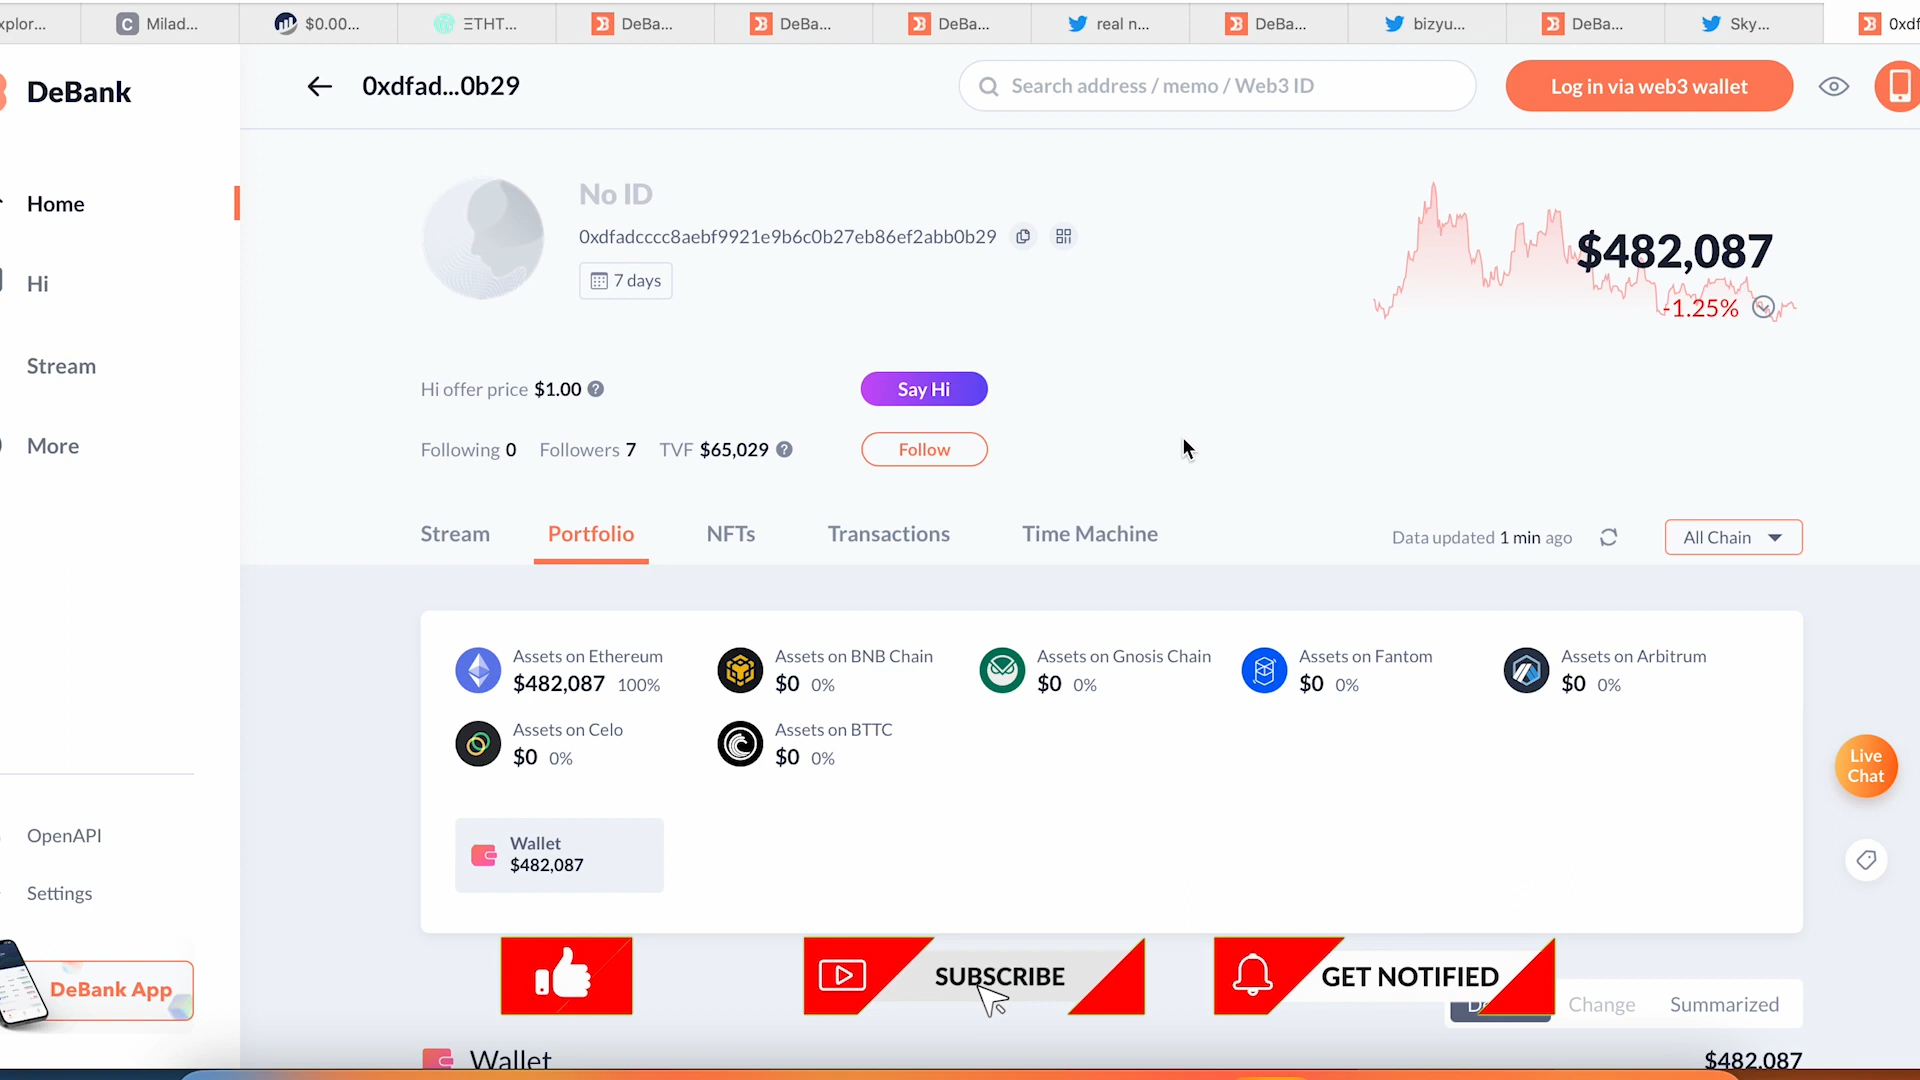 xplor...
Milad...
$0.00...
ΞTHT...
DeBa...
DeBa...
DeBa...
real n...
DeBa...
bizyu...
DeBa...
Sky...
0xdf
DeBank
0xdfad...0b29
Search address / memo / Web3 ID
Log in via web3 wallet
Home
Hi
Stream
More
OpenAPI
Settings
DeBank App
No ID
0xdfadcccc8aebf9921e9b6c0b27eb86ef2abb0b29
7 days
$482,087
-1.25%
Hi offer price $1.00
Say Hi
Following 0 Followers 7 TVF $65,029
Follow
Stream Portfolio NFTs Transactions Time Machine
Data updated 1 min ago
All Chain
Assets on Ethereum
$482,087 100%
Assets on BNB Chain
$0 0%
Assets on Gnosis Chain
$0 0%
Assets on Fantom
$0 0%
Assets on Arbitrum
$0 0%
Assets on Celo
$0 0%
Assets on BTTC
$0 0%
Wallet
$482,087
Live
Chat
SUBSCRIBE
GET NOTIFIED
Change Summarized
Wallet
$482,087